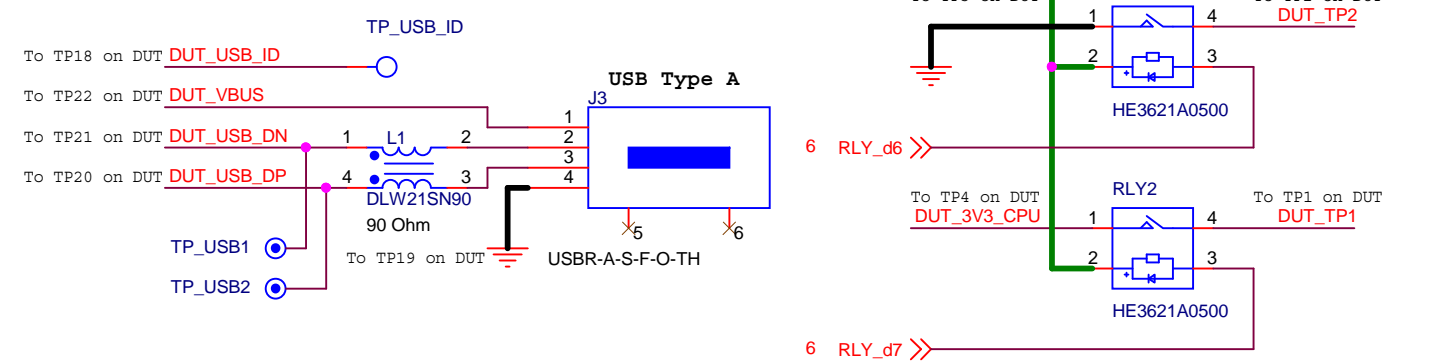 TP_USB_ID
To TP18 on DUT DUT_USB_ID
To TP22 on DUT DUT_VBUS
To TP21 on DUT DUT_USB_DN
To TP20 on DUT DUT_USB_DP
1 L1 2
4 3
DLW21SN90
90 Ohm
TP_USB1
TP_USB2
To TP19 on DUT
USB Type A
J3
1
2
3
4
5 6
USBR-A-S-F-O-TH
1 4 DUT_TP2
2 3
HE3621A0500
6 RLY_d6
To TP4 on DUT
DUT_3V3_CPU
RLY2
To TP1 on DUT
DUT_TP1
1 4
2 3
HE3621A0500
6 RLY_d7